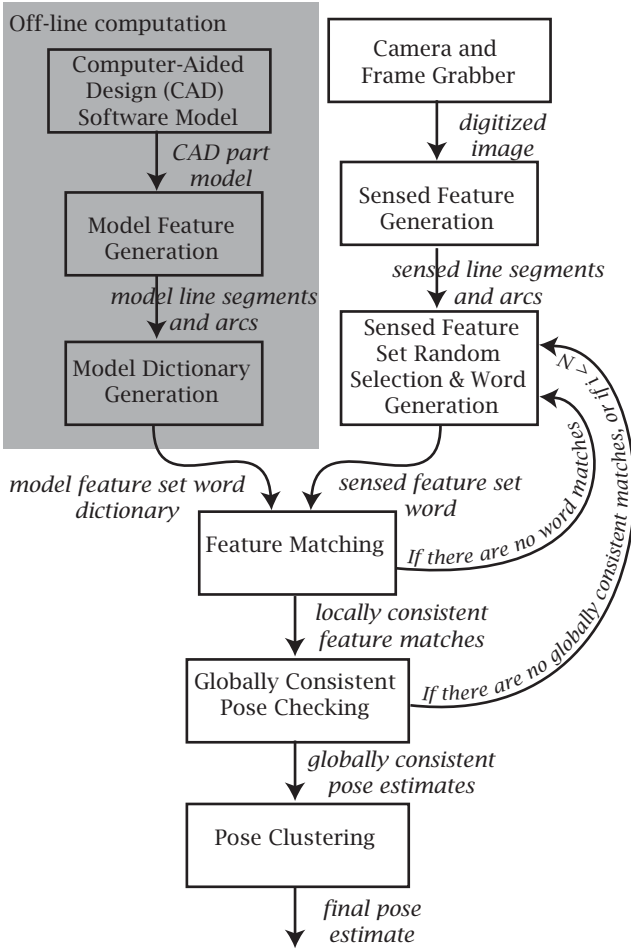 Off-line computation
Computer-Aided
Design (CAD)
Software Model
CAD part
model
Model Feature
Generation
model line segments
and arcs
Model Dictionary
Generation
model feature set word
dictionary
Camera and
Frame Grabber
digitized
image
Sensed Feature
Generation
sensed line segments
and arcs
Sensed Feature
Set Random
Selection & Word
Generation
sensed feature set
word
Feature Matching
If there are no word matches
locally consistent
feature matches
Globally Consistent
Pose Checking
If there are no globally consistent matches, or if i < N
globally consistent
pose estimates
Pose Clustering
final pose
estimate